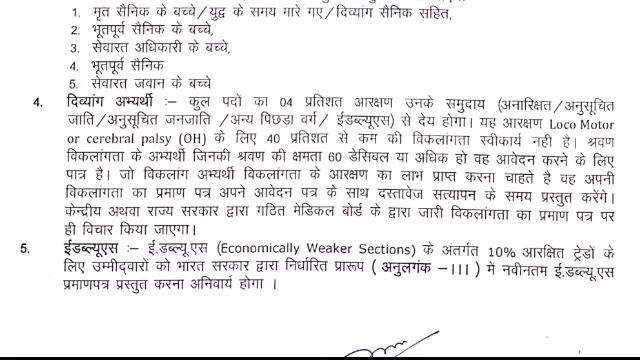 1. मृत सैनिक के बच्चे/युद्व के समय मारे गए/दिव्यांग सैनिक सहित,
2. भूतपूर्व सैनिक के बच्चे,
3. सेवारत अधिकारी के बच्चे,
4. भूतपूर्व सैनिक
5. सेवारत जवान के बच्चे
4. दिव्यांग अभ्यर्थी :– कुल पदों का 04 प्रतिशत आरक्षण उनके समुदाय (अनारक्षित/अनुसूचित
जाति/अनुसूचित जनजाति/अन्य पिछड़ा वर्ग/ईडब्ल्यूएस) से देय होगा। यह आरक्षण Loco Motor
or cerebral palsy (OH) के लिए 40 प्रतिशत से कम की विकलांगता स्वीकार्य नहीं है। श्रवण
विकलांगता के अभ्यर्थी जिनकी श्रवण की क्षमता 60 डेसिबल या अधिक हो वह आवेदन करने के लिए
पात्र हैं। जो विकलांग अभ्यर्थी विकलांगता के आरक्षण का लाभ प्राप्त करना चाहते है वह अपनी
विकलांगता का प्रमाण पत्र अपने आवेदन पत्र के साथ दस्तावेज सत्यापन के समय प्रस्तुत करेंगे।
केन्द्रीय अथवा राज्य सरकार द्वारा गठित मेडिकल बोर्ड के द्वारा जारी विकलांगता का प्रमाण पत्र पर
ही विचार किया जाएगा।
5. ईडब्ल्यूएस :– ई.डब्ल्यू.एस (Economically Weaker Sections) के अंतर्गत 10% आरक्षित ट्रेडों के
लिए उम्मीदवारों को भारत सरकार द्वारा निर्धारित प्रारूप (अनुलगंक –III) में नवीनतम ई.डब्ल्यू.एस
प्रमाणपत्र प्रस्तुत करना अनिवार्य होगा ।